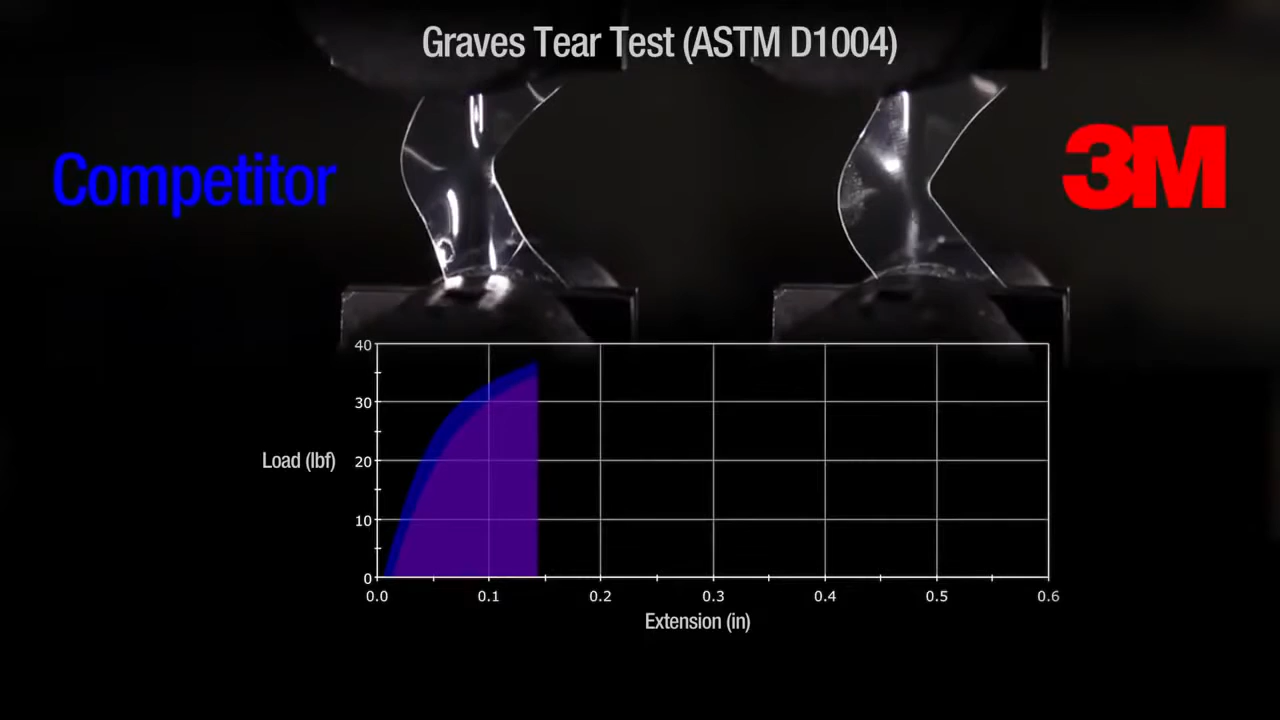 Graves Tear Test (ASTM D1004)
Competitor
3M
40
30
Load (lbf)
20
10
0
0.0 0.1 0.2 0.3 0.4 0.5 0.6
Extension (in)